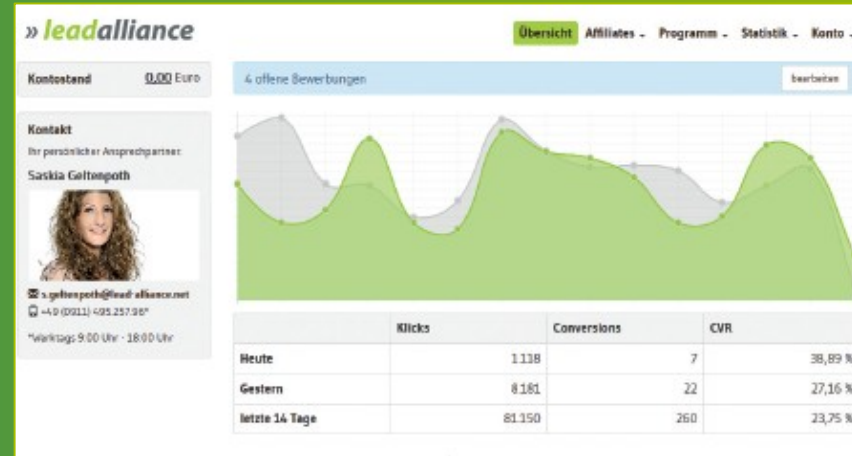 » leadalliance
Übersicht Affiliates Programm Statistik Konto
Kontostand 0,00 Euro
4 offene Bewerbungen bearbeiten
Kontakt
Ihr persönlicher Ansprechpartner:
Saskia Geltenpoth
s.geltenpoth@lead-alliance.net
+49 (0911) 495.257.96*
*Werktags 9:00 Uhr - 18:00 Uhr
Klicks Conversions CVR
Heute 1.118 7 38,89 %
Gestern 8.181 22 27,16 %
letzte 14 Tage 81.150 260 23,75 %